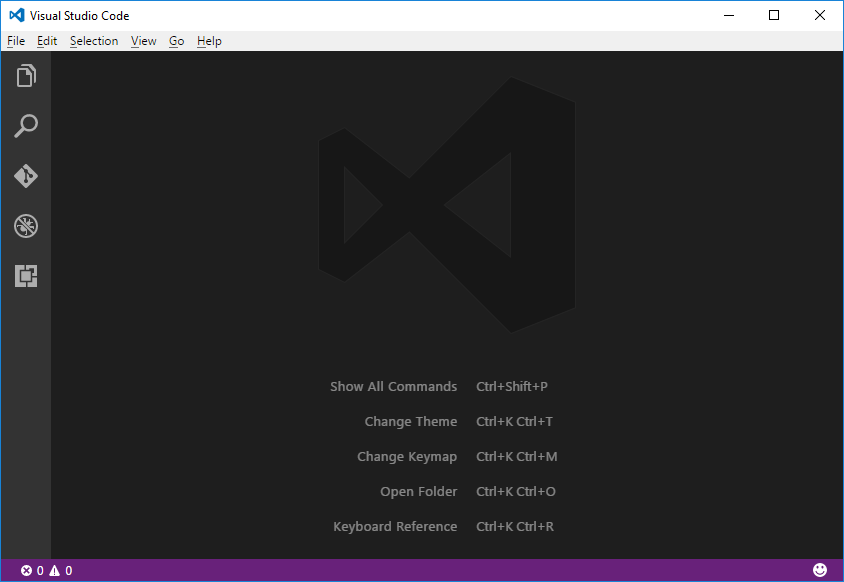 Visual Studio Code
File Edit Selection View Go Help
Show All Commands Ctrl+Shift+P
Change Theme Ctrl+K Ctrl+T
Change Keymap Ctrl+K Ctrl+M
Open Folder Ctrl+K Ctrl+O
Keyboard Reference Ctrl+K Ctrl+R
0 0